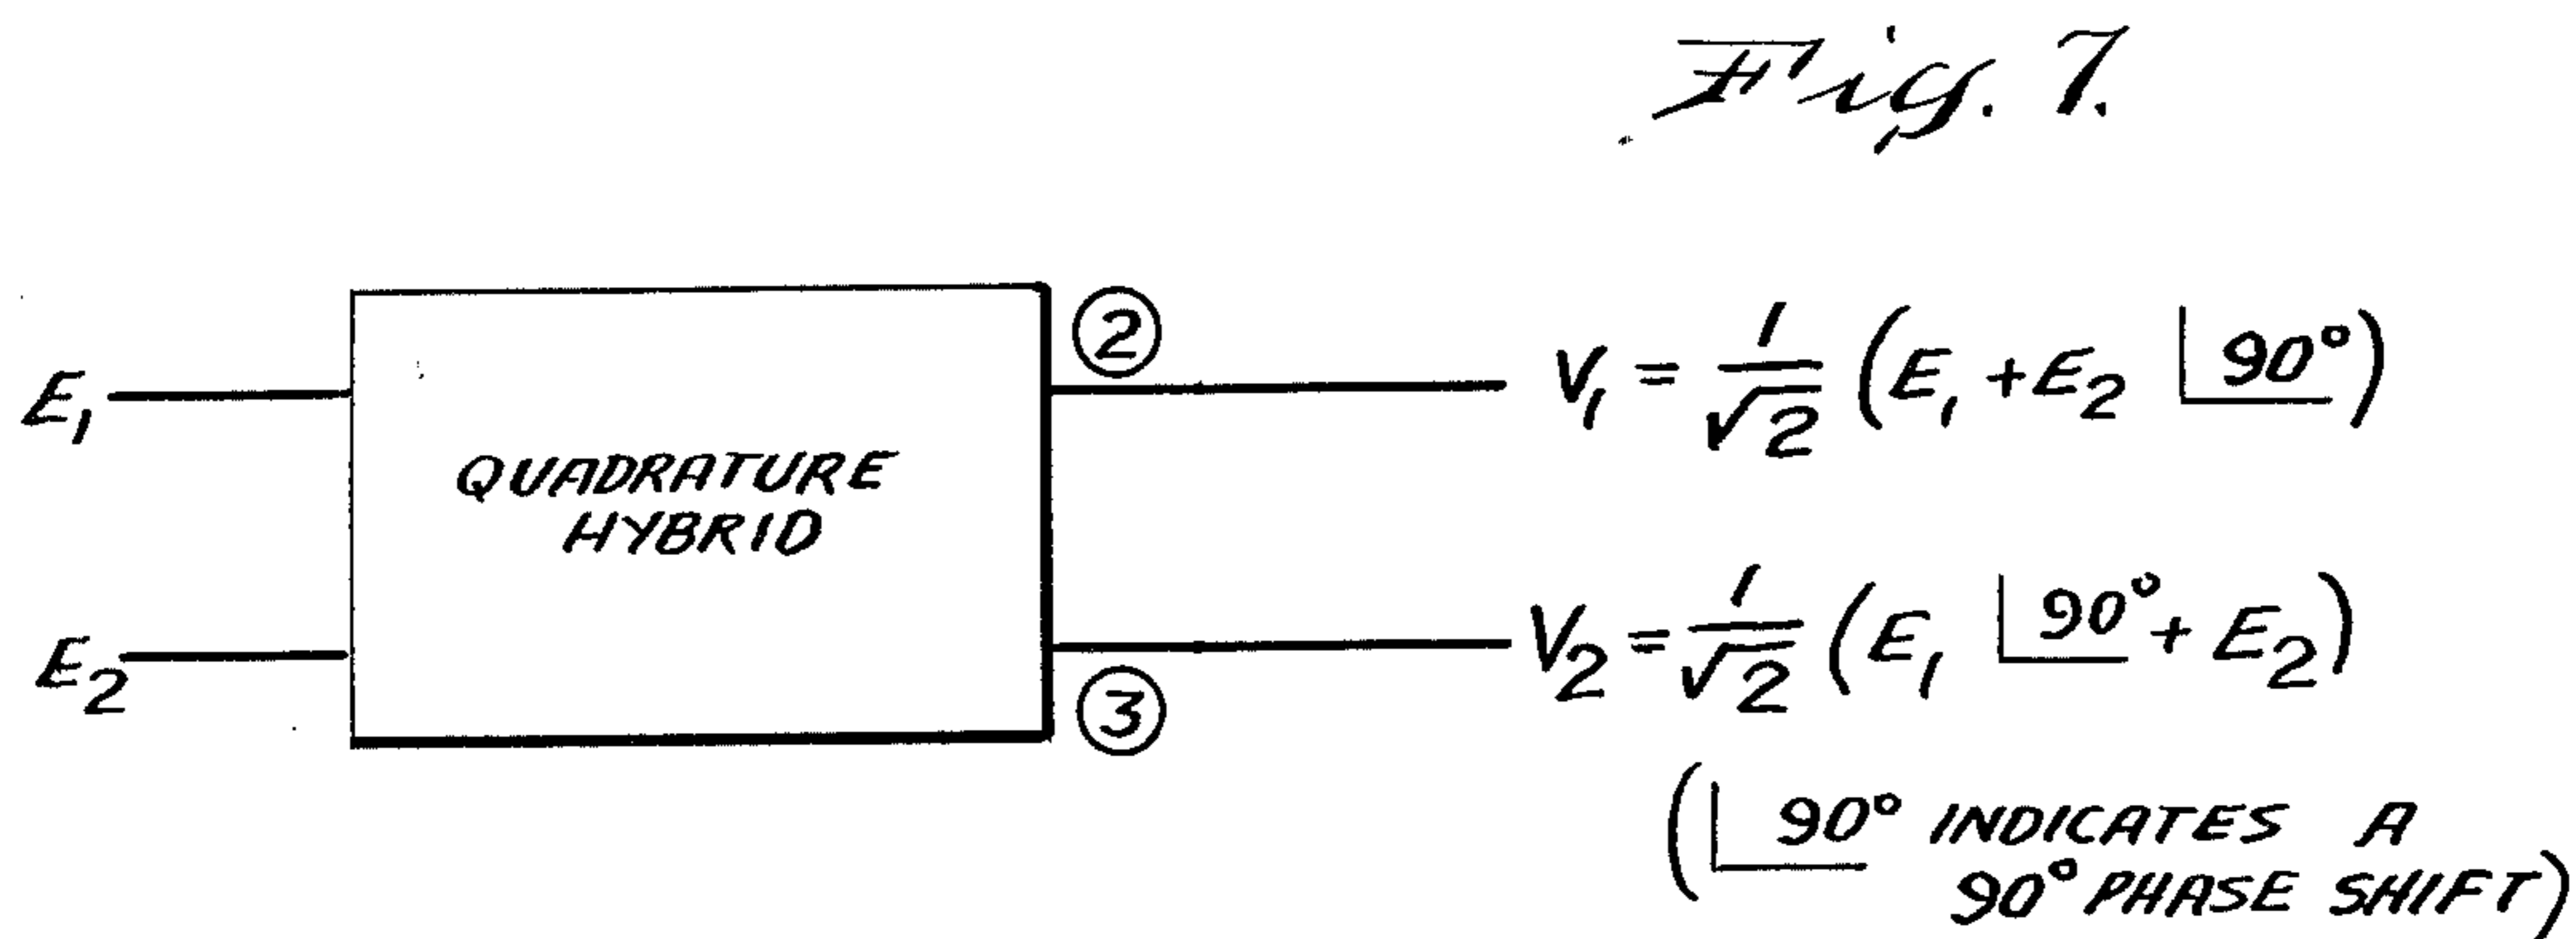 Fig. 7.
E₁
E₂
QUADRATURE
HYBRID
②
③
V₁ = 1/√2 (E₁ + E₂ ∟90°)
V₂ = 1/√2 (E₁ ∟90° + E₂)
(∟90° INDICATES A
90° PHASE SHIFT)